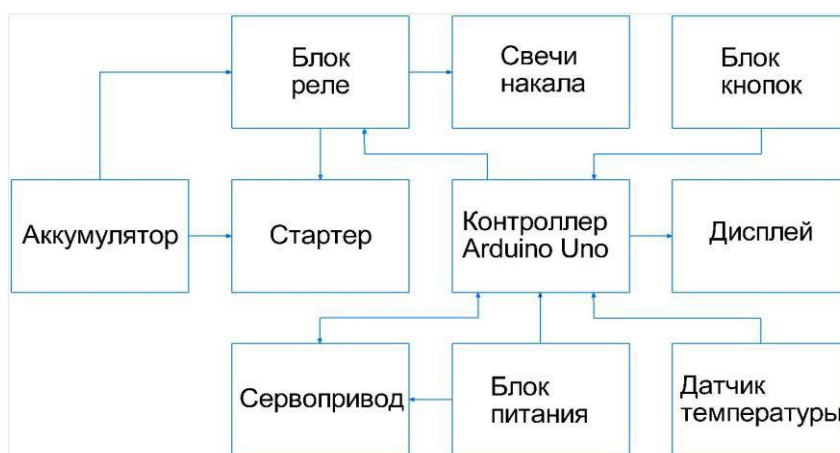 Блок
реле
Свечи
накала
Блок
кнопок
Аккумулятор
Стартер
Контроллер
Arduino Uno
Дисплей
Сервопривод
Блок
питания
Датчик
температуры